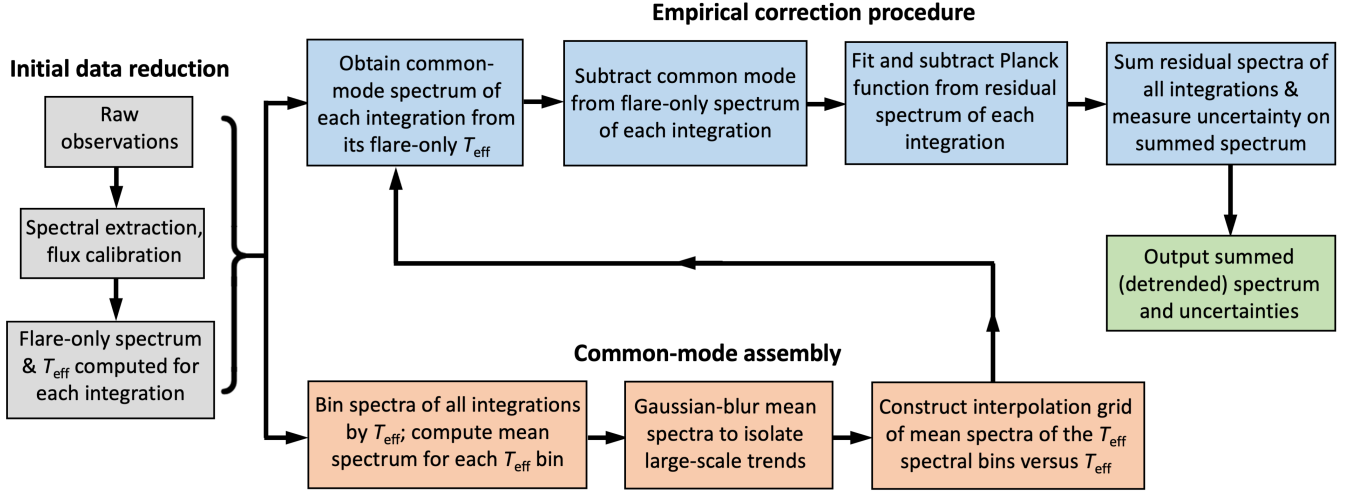 Empirical correction procedure
Initial data reduction
Raw
observations
Spectral extraction,
flux calibration
Flare-only spectrum
& Teff computed for
each integration
Obtain common-
mode spectrum of
each integration from
its flare-only Teff
Subtract common mode
from flare-only spectrum
of each integration
Fit and subtract Planck
function from residual
spectrum of each
integration
Sum residual spectra of
all integrations &
measure uncertainty on
summed spectrum
Output summed
(detrended) spectrum
and uncertainties
Common-mode assembly
Bin spectra of all integrations
by Teff; compute mean
spectrum for each Teff bin
Gaussian-blur mean
spectra to isolate
large-scale trends
Construct interpolation grid
of mean spectra of the Teff
spectral bins versus Teff